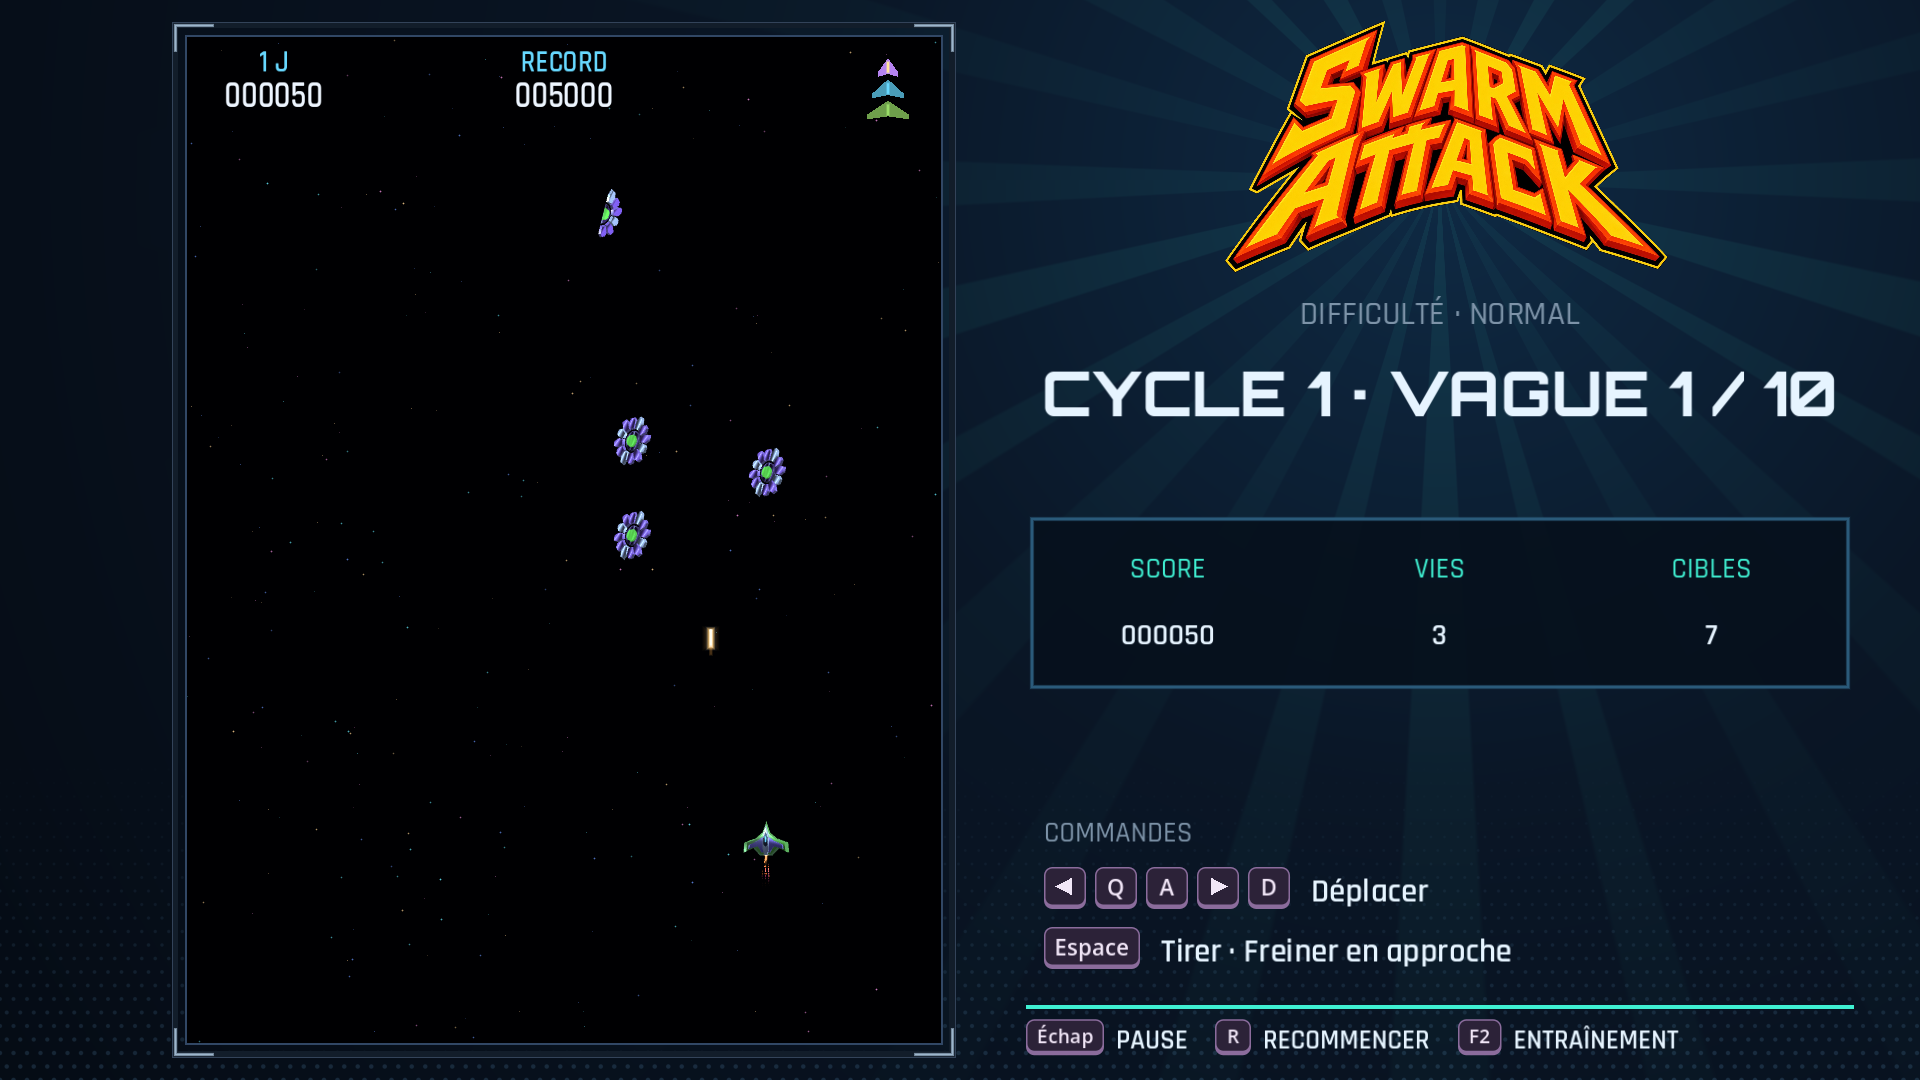 1 J
000050
RECORD
005000
SWARM
ATTACK
DIFFICULTÉ · NORMAL
CYCLE 1 · VAGUE 1 / 10
SCORE VIES CIBLES
000050 3 7
COMMANDES
◀ Q A ▶ D Déplacer
Espace Tirer · Freiner en approche
Échap PAUSE R RECOMMENCER F2 ENTRAÎNEMENT